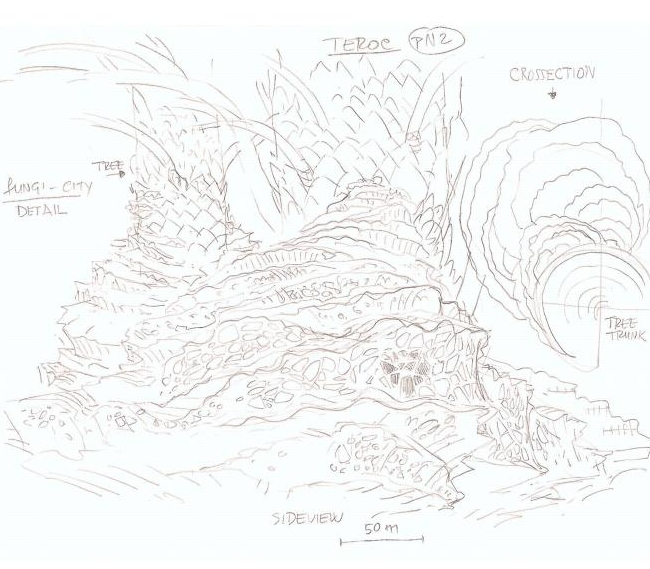 TEROC PN2
CROSSECTION
TREE
FUNGI-CITY
DETAIL
TREE
TRUNK
SIDEVIEW
50 m